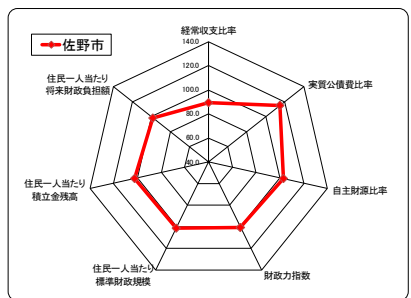 佐野市
経常収支比率
140.0
120.0
100.0
80.0
60.0
40.0
実質公債費比率
自主財源比率
財政力指数
住民一人当たり
標準財政規模
住民一人当たり
積立金残高
住民一人当たり
将来財政負担額